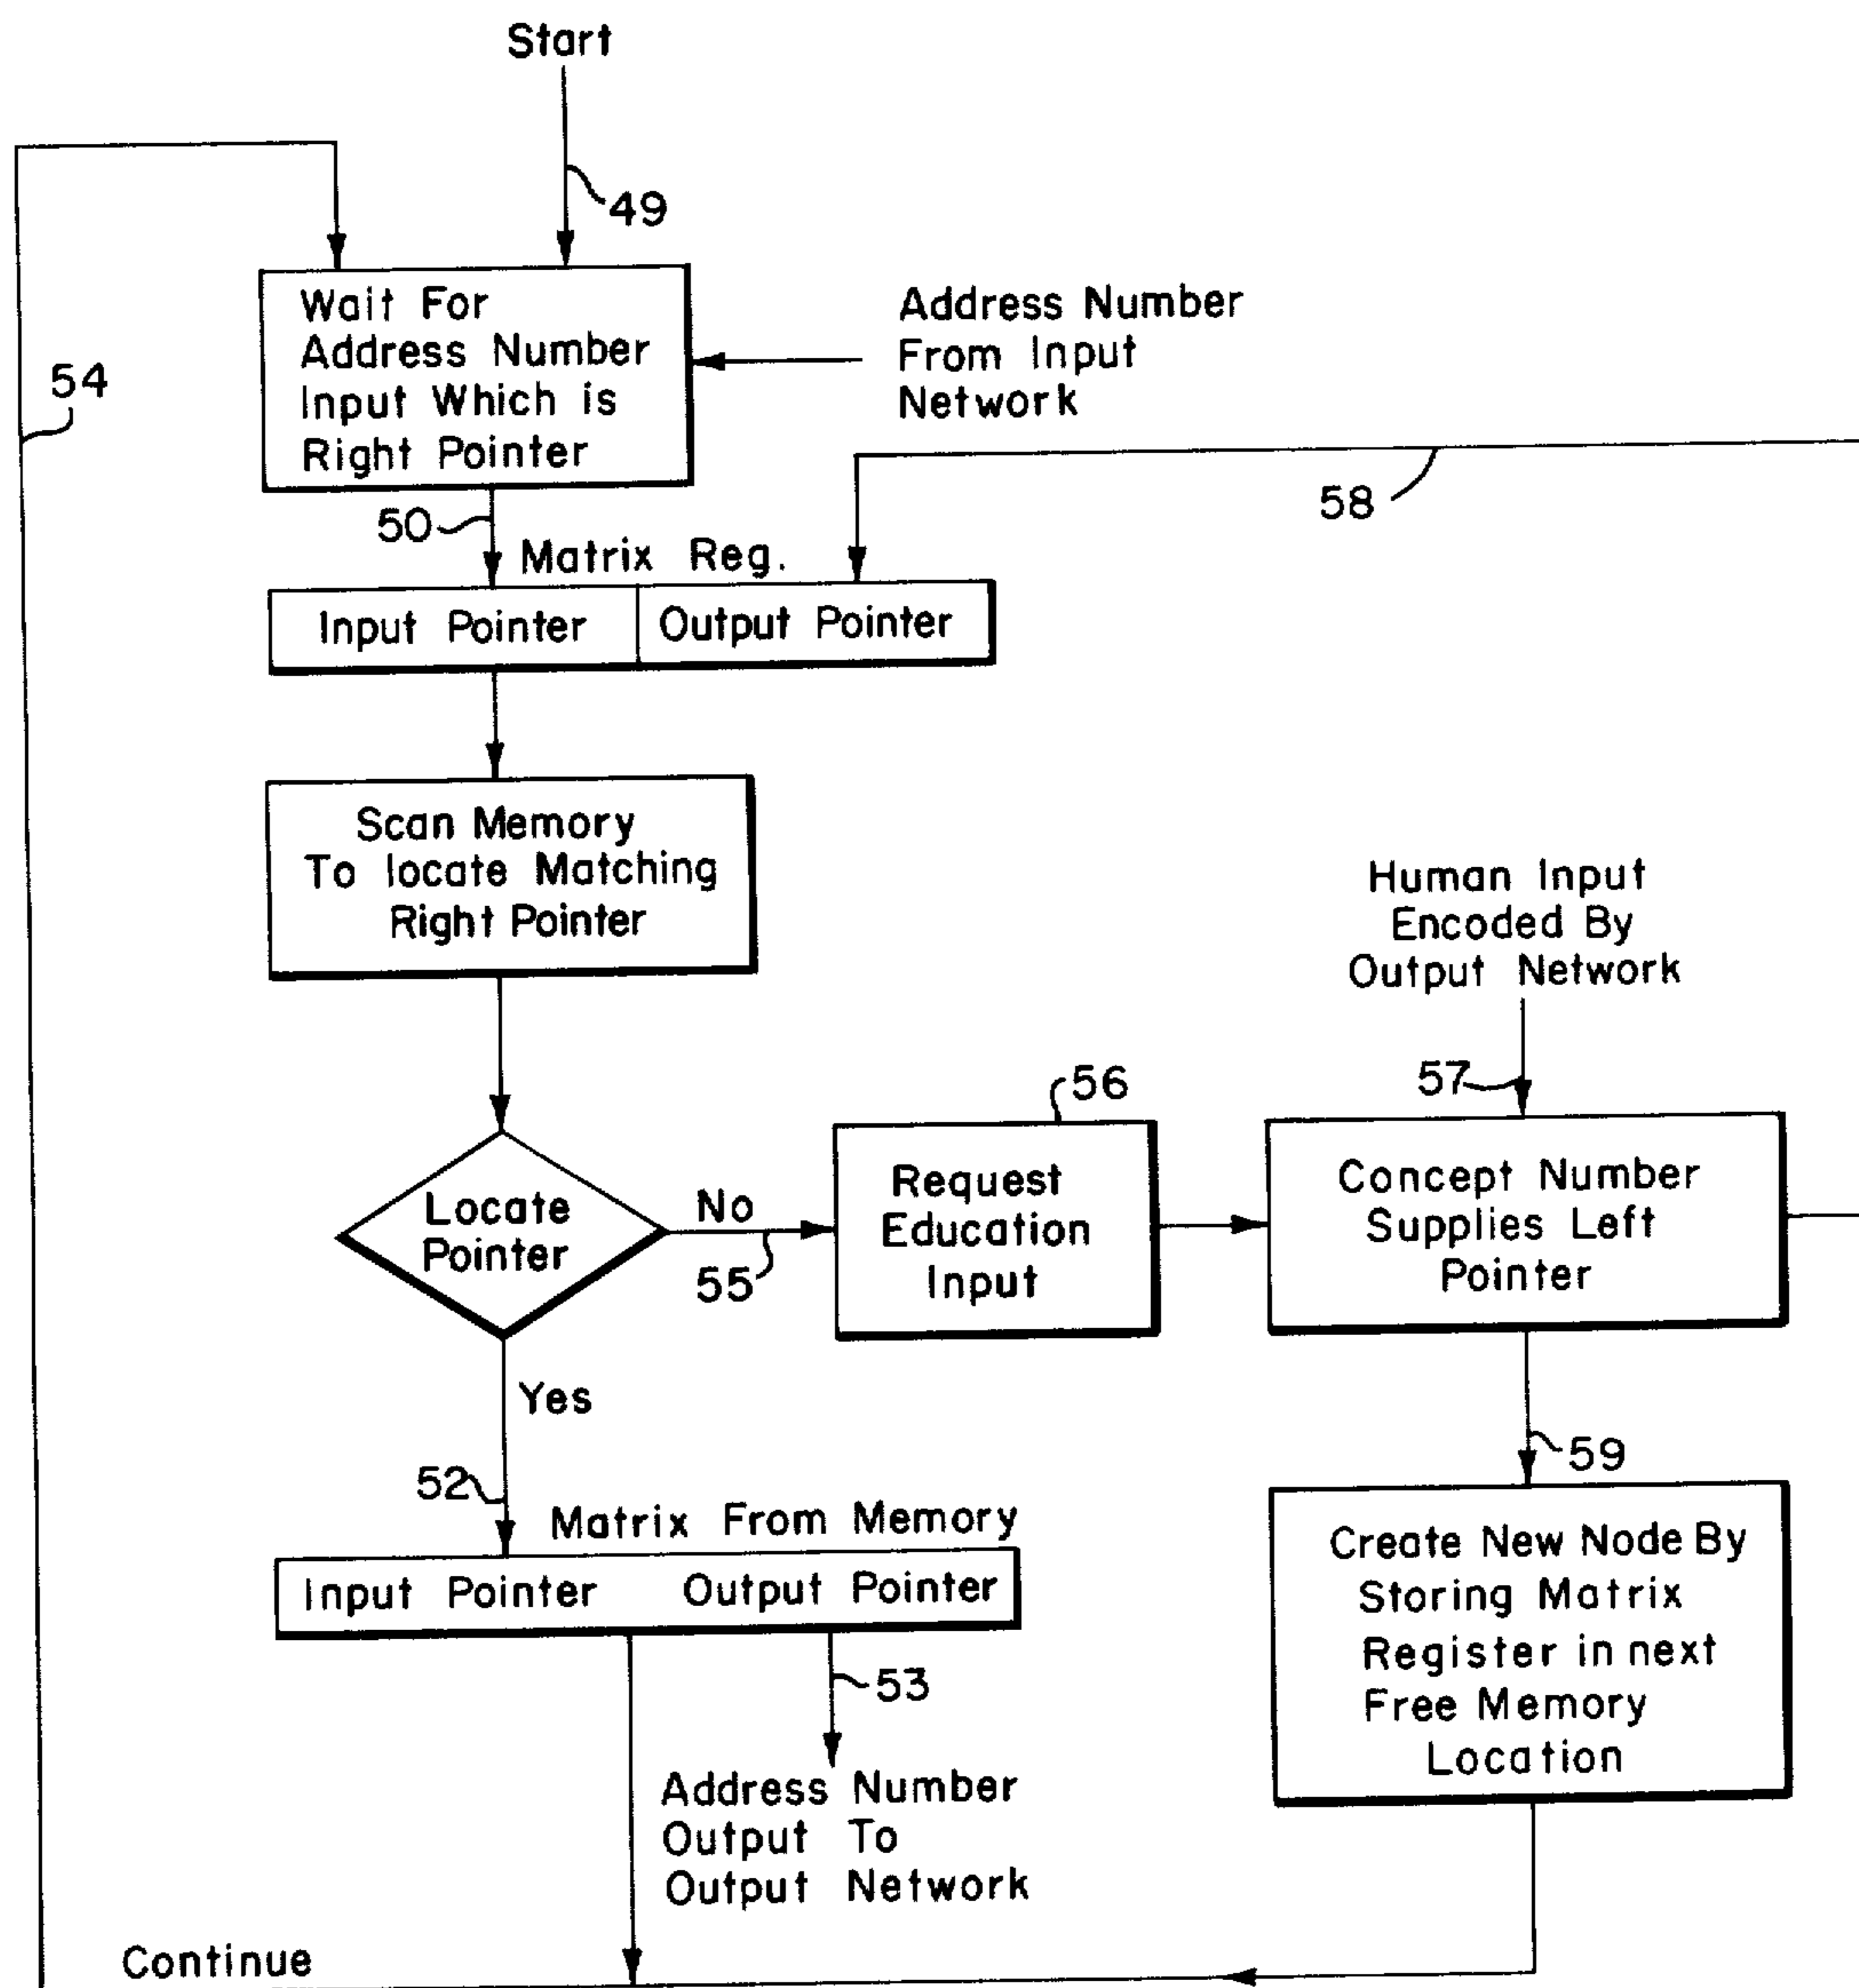 Start
49
Wait For
Address Number
Input Which is
Right Pointer
Address Number
From Input
Network
54
58
50
Matrix Reg.
Input Pointer
Output Pointer
Scan Memory
To locate Matching
Right Pointer
Human Input
Encoded By
Output Network
57
56
Locate
Pointer
No
55
Request
Education
Input
Concept Number
Supplies Left
Pointer
Yes
59
52
Matrix From Memory
Input Pointer
Output Pointer
53
Create New Node By
Storing Matrix
Register in next
Free Memory
Location
Address Number
Output To
Output Network
Continue